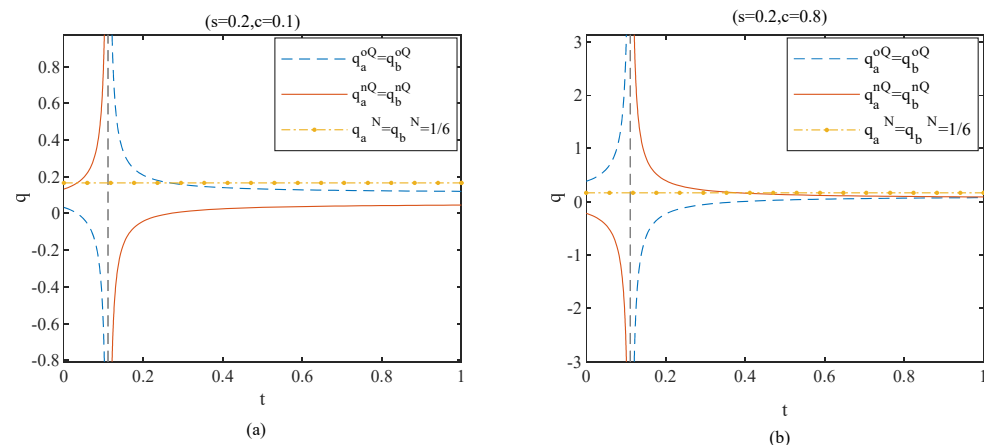 (s=0.2,c=0.1)
q_a^oQ=q_b^oQ
q_a^nQ=q_b^nQ
q_a^N=q_b^N=1/6
0.8
0.6
0.4
0.2
0
-0.2
-0.4
-0.6
-0.8
q
0 0.2 0.4 0.6 0.8 1
t
(a)
(s=0.2,c=0.8)
q_a^oQ=q_b^oQ
q_a^nQ=q_b^nQ
q_a^N=q_b^N=1/6
3
2
1
0
-1
-2
-3
q
0 0.2 0.4 0.6 0.8 1
t
(b)